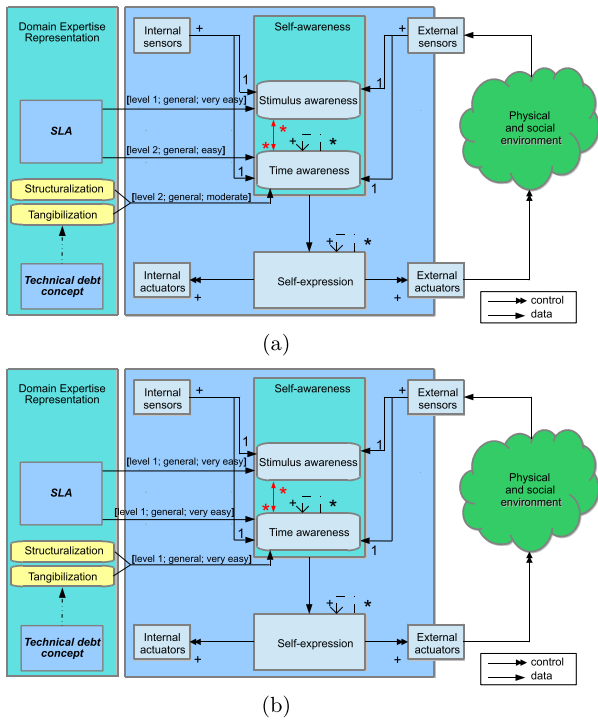 Domain Expertise
Representation
Internal
sensors
+
Self-awareness
+
External
sensors
1
1
[level 1; general; very easy]
Stimulus awareness
SLA
*
*
+
*
Physical
and social
environment
[level 2; general; easy]
Time awareness
1
1
Structuralization
[level 2; general; moderate]
Tangibilization
+
*
Technical debt
concept
Internal
actuators
Self-expression
External
actuators
+
+
control
data
(a)
Domain Expertise
Representation
Internal
sensors
+
Self-awareness
+
External
sensors
1
1
[level 1; general; very easy]
Stimulus awareness
SLA
*
*
+
*
Physical
and social
environment
[level 1; general; very easy]
Time awareness
1
1
Structuralization
[level 1; general; very easy]
Tangibilization
+
*
Technical debt
concept
Internal
actuators
Self-expression
External
actuators
+
+
control
data
(b)